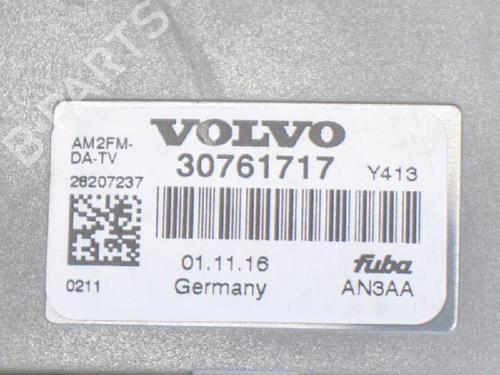 B-PARTS
AM2FM-
DA-TV
VOLVO
28207237
30761717
Y413
0211
01.11.16
Germany
fuba
AN3AA